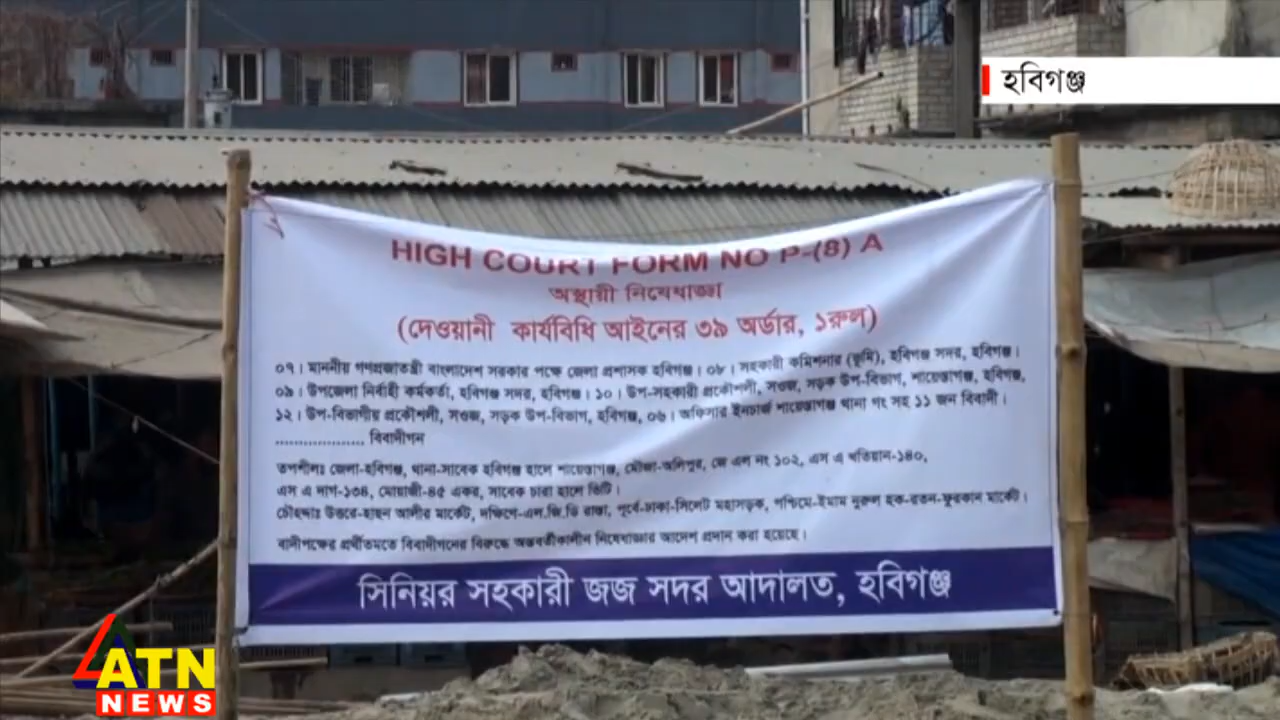 হবিগঞ্জ
HIGH COURT FORM NO P-(8) A
অস্থায়ী নিষেধাজ্ঞা
(দেওয়ানী কার্যবিধি আইনের ৩৯ অর্ডার, ১রুল)
০৭। মাননীয় গণপ্রজাতন্ত্রী বাংলাদেশ সরকার পক্ষে জেলা প্রশাসক হবিগঞ্জ। ০৮। সহকারী কমিশনার (ভূমি), হবিগঞ্জ সদর, হবিগঞ্জ।
০৯। উপজেলা নির্বাহী কর্মকর্তা, হবিগঞ্জ সদর, হবিগঞ্জ। ১০। উপ-সহকারী প্রকৌশলী, সওজ, সড়ক উপ-বিভাগ, শায়েস্তাগঞ্জ, হবিগঞ্জ,
১২। উপ-বিভাগীয় প্রকৌশলী, সওজ, সড়ক উপ-বিভাগ, হবিগঞ্জ, ০৬। অফিসার ইনচার্জ শায়েস্তাগঞ্জ থানা গং সহ ১১ জন বিবাদী।
.................... বিবাদীগন
তপশীলঃ জেলা-হবিগঞ্জ, থানা-সাবেক হবিগঞ্জ হালে শায়েস্তাগঞ্জ, মৌজা-অলিপুর, জে এল নং ১০২, এস এ খতিয়ান-১৪০,
এস এ দাগ-১৩৪, মোয়াজী-৪৫ একর, সাবেক চারা হালে ভিটি।
চৌহদ্দাঃ উত্তরে-হাছন আলীর মার্কেট, দক্ষিণে-এল.জি.ডি রাস্তা, পূর্বে-ঢাকা-সিলেট মহাসড়ক, পশ্চিমে-ইমাম নুরুল হক-রতন-ফুরকান মার্কেট।
বাদীপক্ষের প্রার্থীতমতে বিবাদীগনের বিরুদ্ধে অন্তবর্তীকালীন নিষেধাজ্ঞার আদেশ প্রদান করা হয়েছে।
সিনিয়র সহকারী জজ সদর আদালত, হবিগঞ্জ
ATN
NEWS